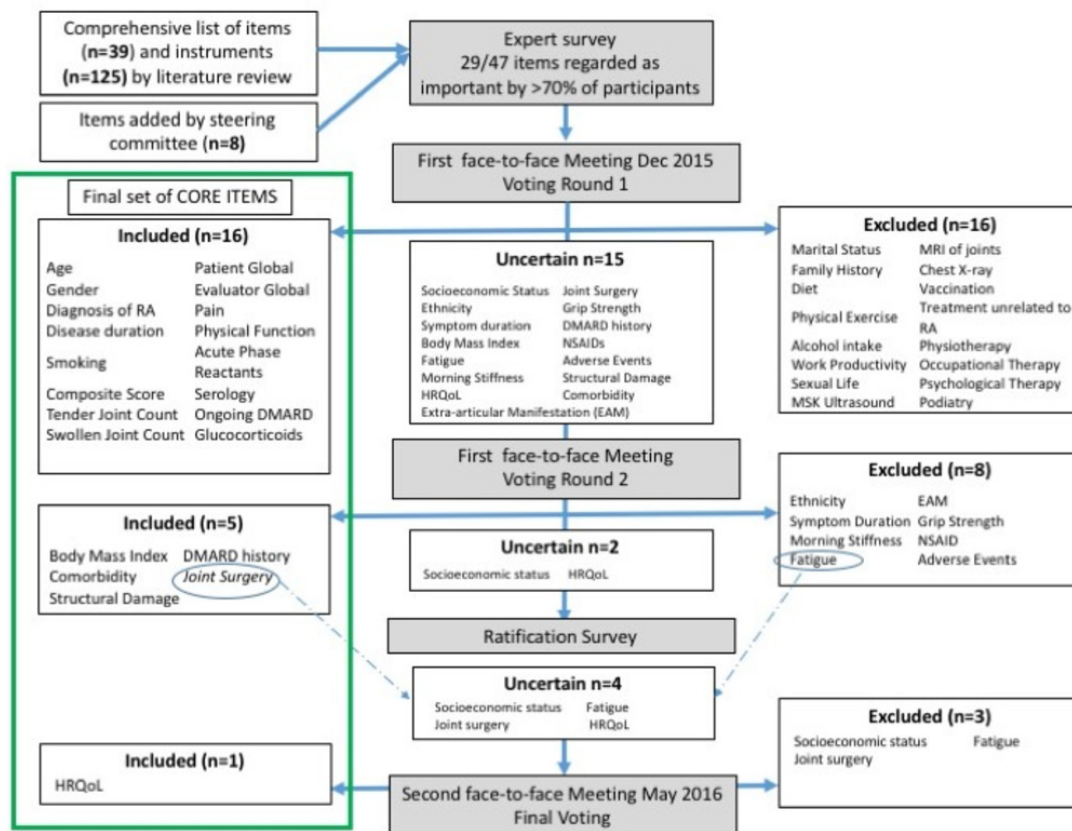 Comprehensive list of items
(n=39) and instruments
(n=125) by literature review
Items added by steering
committee (n=8)
Expert survey
29/47 items regarded as
important by >70% of participants
First face-to-face Meeting Dec 2015
Voting Round 1
Final set of CORE ITEMS
Included (n=16)
Age Patient Global
Gender Evaluator Global
Diagnosis of RA Pain
Disease duration Physical Function
Smoking Acute Phase
Reactants
Composite Score Serology
Tender Joint Count Ongoing DMARD
Swollen Joint Count Glucocorticoids
Uncertain n=15
Socioeconomic Status Joint Surgery
Ethnicity Grip Strength
Symptom duration DMARD history
Body Mass Index NSAIDs
Fatigue Adverse Events
Morning Stiffness Structural Damage
HRQoL Comorbidity
Extra-articular Manifestation (EAM)
Excluded (n=16)
Marital Status MRI of joints
Family History Chest X-ray
Diet Vaccination
Physical Exercise Treatment unrelated to
RA
Alcohol intake Physiotherapy
Work Productivity Occupational Therapy
Sexual Life Psychological Therapy
MSK Ultrasound Podiatry
First face-to-face Meeting
Voting Round 2
Included (n=5)
Body Mass Index DMARD history
Comorbidity Joint Surgery
Structural Damage
Uncertain n=2
Socioeconomic status HRQoL
Excluded (n=8)
Ethnicity EAM
Symptom Duration Grip Strength
Morning Stiffness NSAID
Fatigue Adverse Events
Ratification Survey
Uncertain n=4
Socioeconomic status Fatigue
Joint surgery HRQoL
Included (n=1)
HRQoL
Excluded (n=3)
Socioeconomic status Fatigue
Joint surgery
Second face-to-face Meeting May 2016
Final Voting